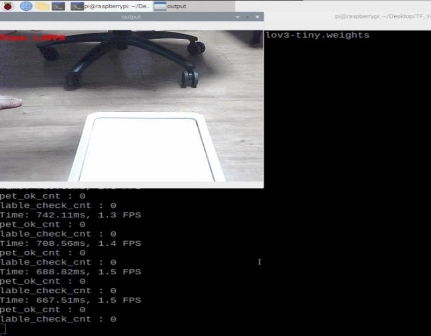 pi@raspberrypi: ~/De...
output
output
pi@raspberrypi: ~/Desktop/TF_Y
lov3-tiny.weights
pet_ok_cnt : 0
lable_check_cnt : 0
Time: 742.11ms, 1.3 FPS
pet_ok_cnt : 0
lable_check_cnt : 0
Time: 708.56ms, 1.4 FPS
pet_ok_cnt : 0
lable_check_cnt : 0
Time: 688.82ms, 1.5 FPS
pet_ok_cnt : 0
lable_check_cnt : 0
Time: 667.51ms, 1.5 FPS
pet_ok_cnt : 0
lable_check_cnt : 0